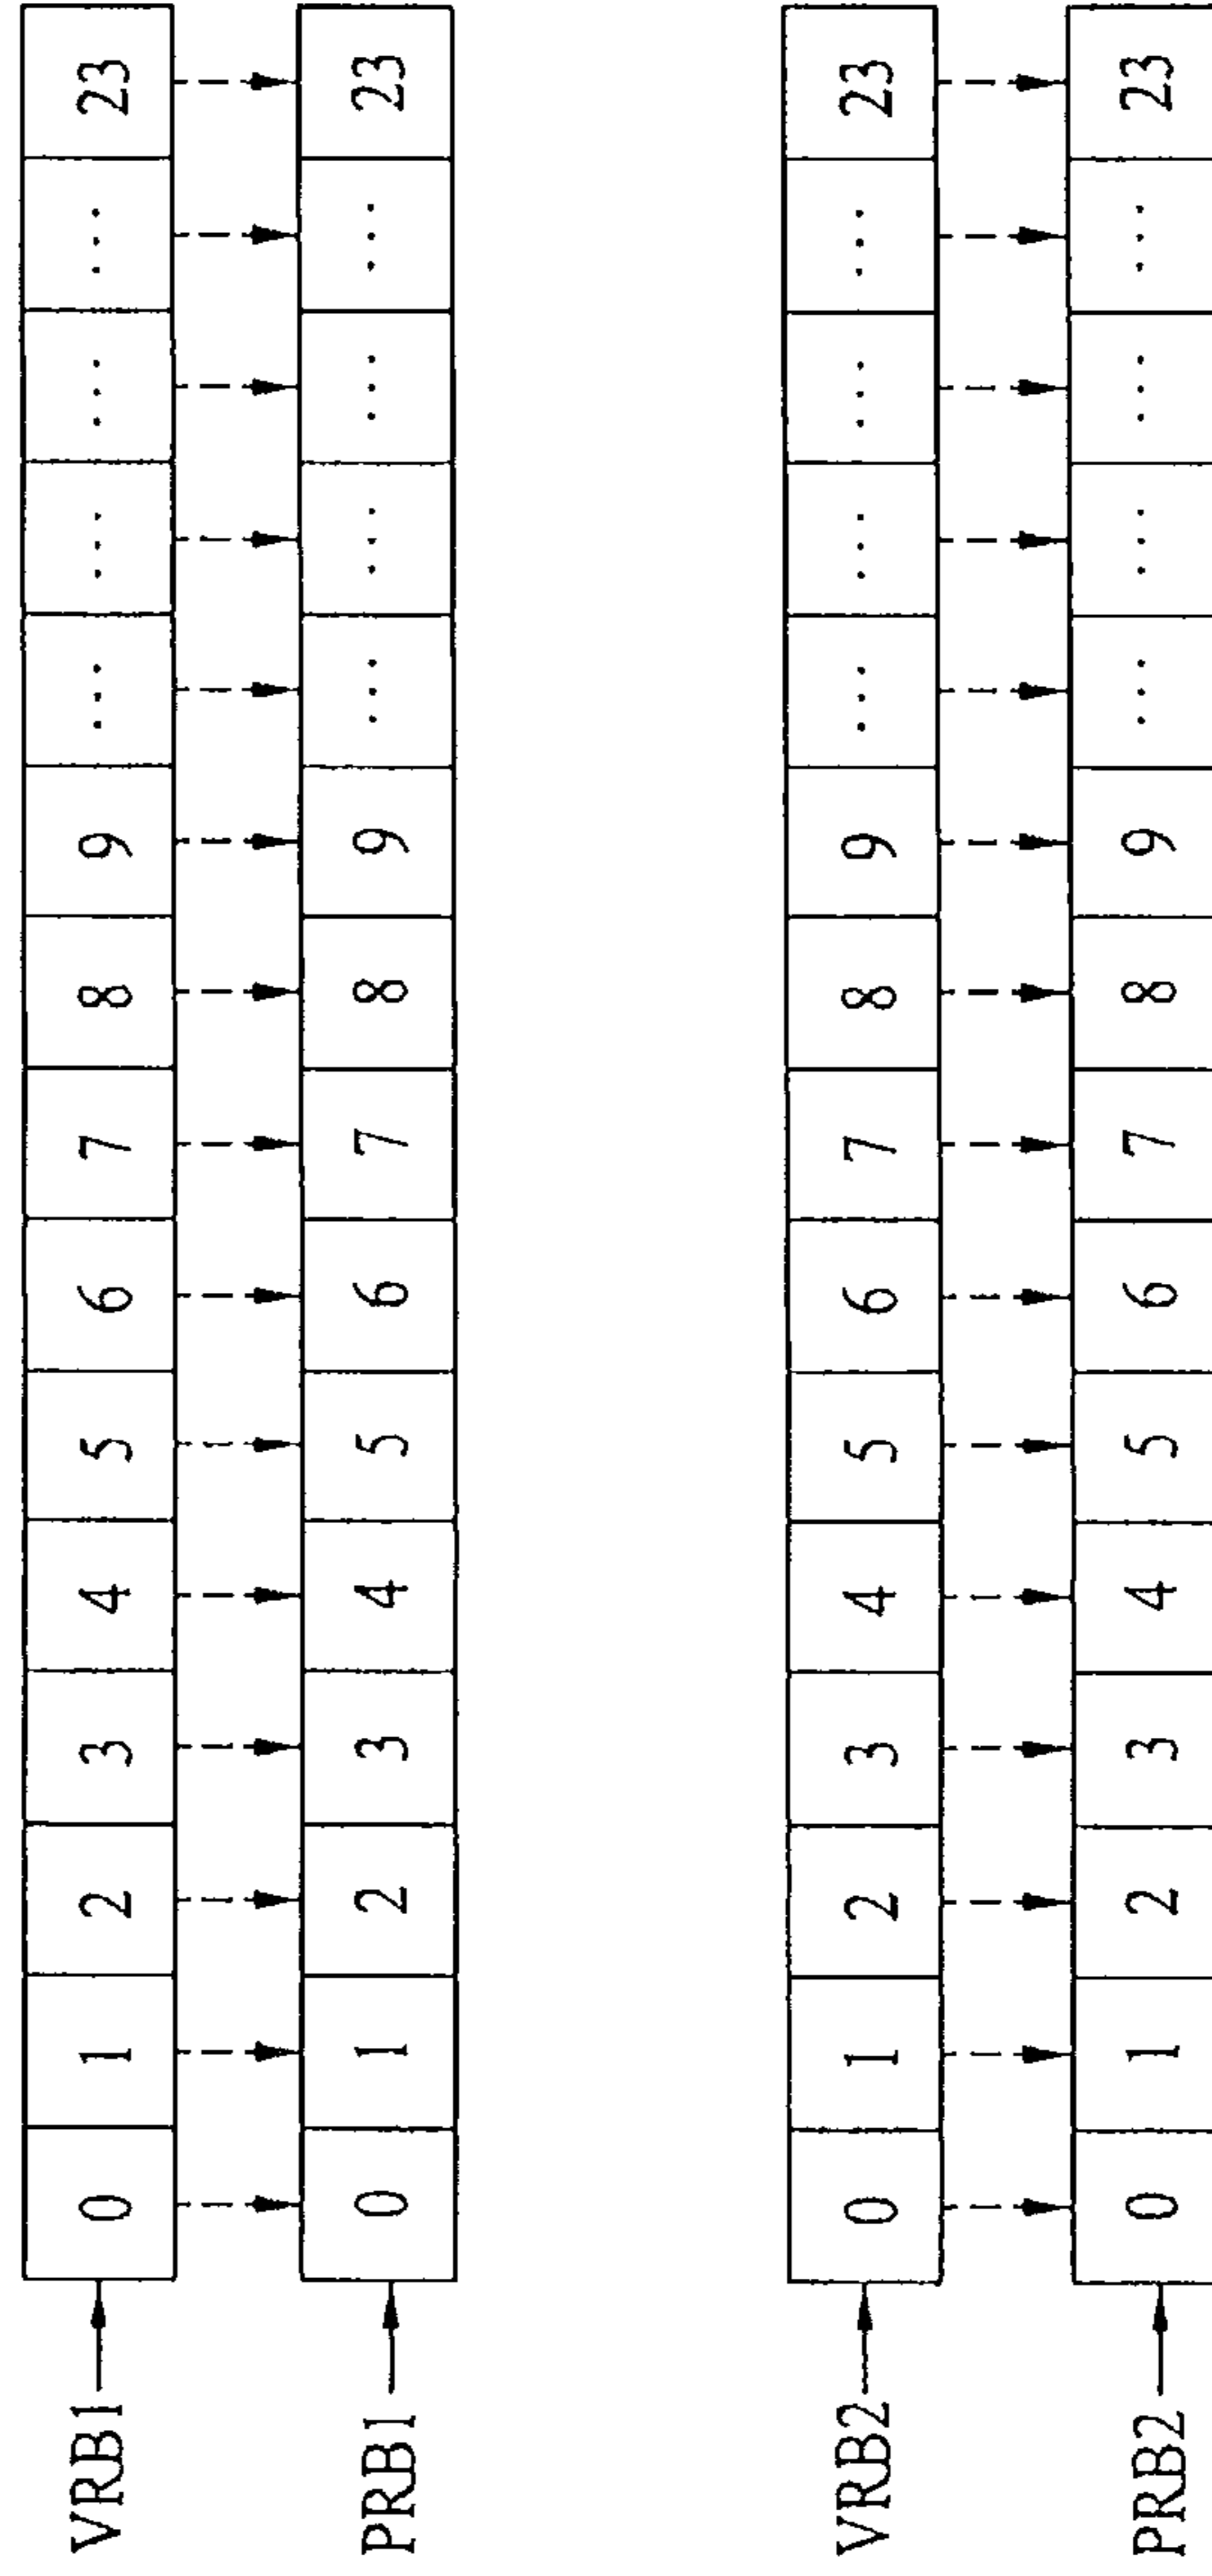 VRB1 0 1 2 3 4 5 6 7 8 9 ... ... ... ... 23
PRB1 0 1 2 3 4 5 6 7 8 9 ... ... ... ... 23
VRB2 0 1 2 3 4 5 6 7 8 9 ... ... ... ... 23
PRB2 0 1 2 3 4 5 6 7 8 9 ... ... ... ... 23